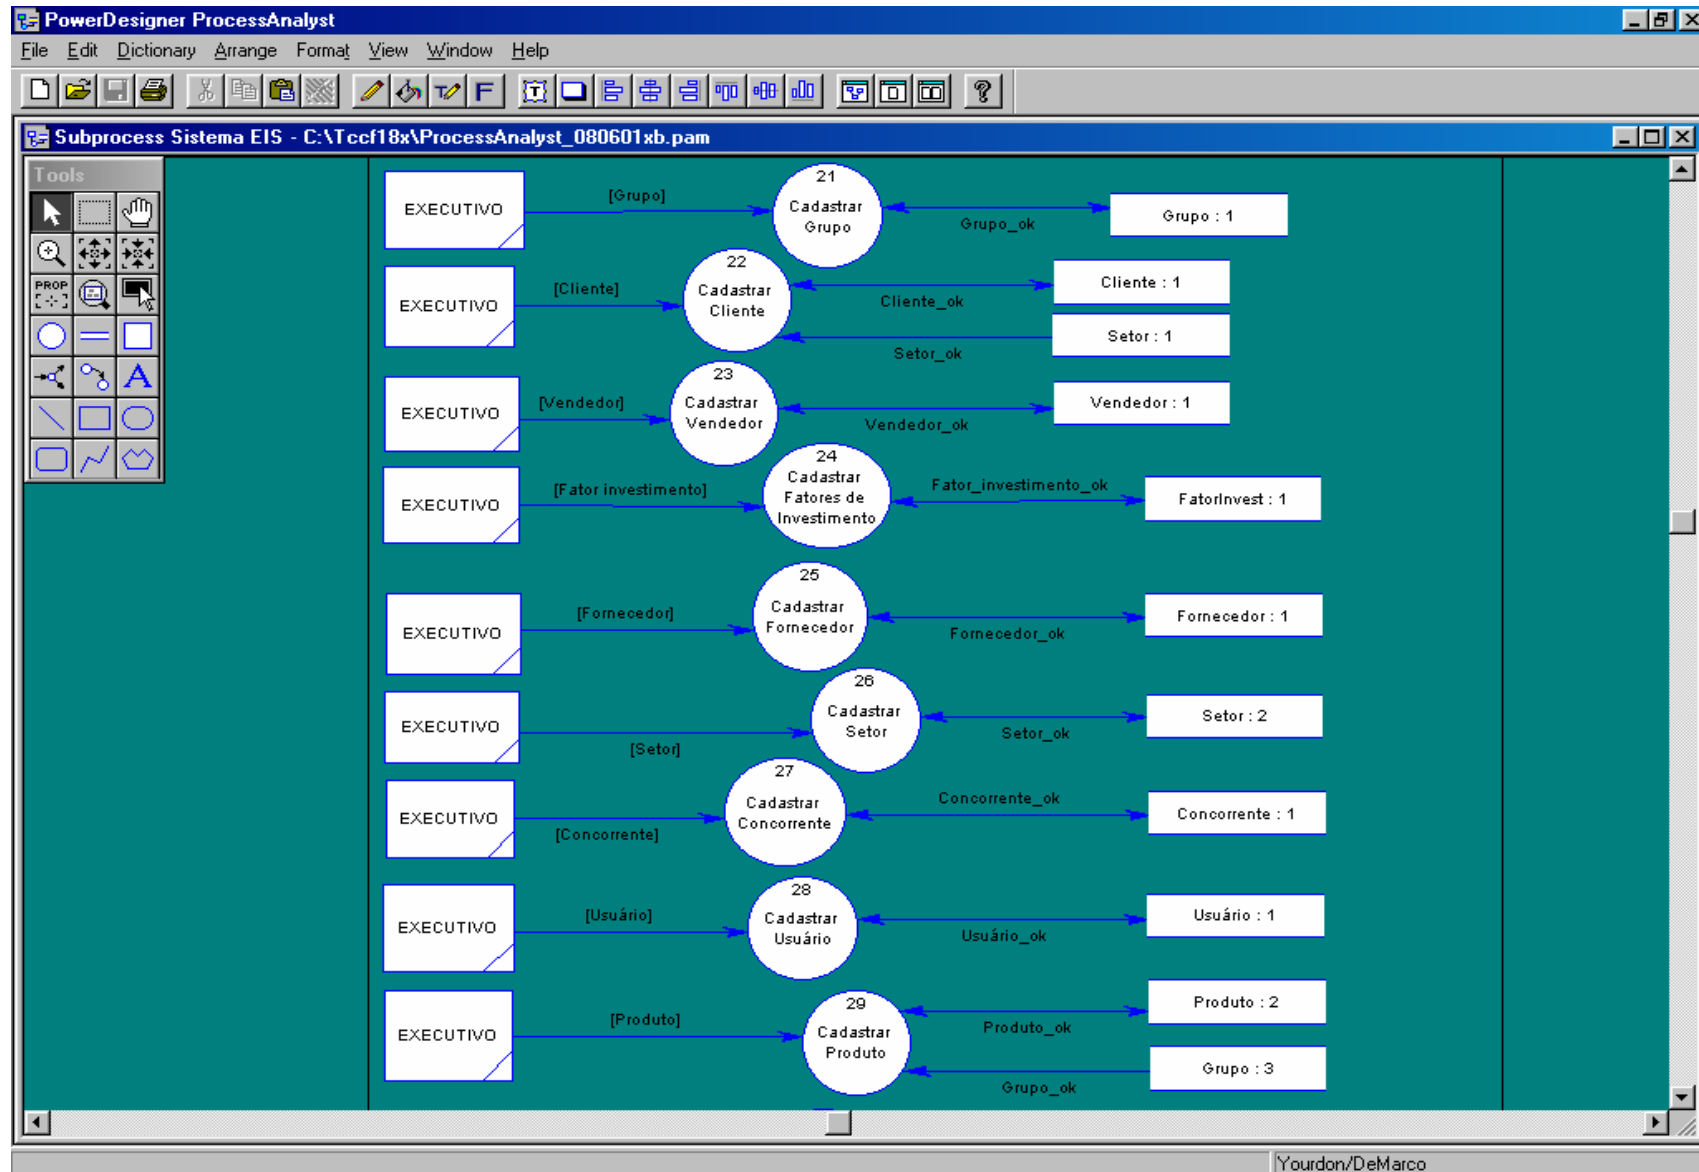 PowerDesigner ProcessAnalyst
File Edit Dictionary Arrange Format View Window Help
Subprocess Sistema EIS - C:\Tccf18x\ProcessAnalyst_080601xb.pam
Tools
PROP
EXECUTIVO
[Grupo]
21
Cadastrar
Grupo
Grupo_ok
Grupo : 1
EXECUTIVO
[Cliente]
22
Cadastrar
Cliente
Cliente_ok
Cliente : 1
Setor_ok
Setor : 1
EXECUTIVO
[Vendedor]
23
Cadastrar
Vendedor
Vendedor_ok
Vendedor : 1
EXECUTIVO
[Fator investimento]
24
Cadastrar
Fatores de
Investimento
Fator_investimento_ok
FatorInvest : 1
EXECUTIVO
[Fornecedor]
25
Cadastrar
Fornecedor
Fornecedor_ok
Fornecedor : 1
EXECUTIVO
[Setor]
26
Cadastrar
Setor
Setor_ok
Setor : 2
EXECUTIVO
[Concorrente]
27
Cadastrar
Concorrente
Concorrente_ok
Concorrente : 1
EXECUTIVO
[Usuário]
28
Cadastrar
Usuário
Usuário_ok
Usuário : 1
EXECUTIVO
[Produto]
29
Cadastrar
Produto
Produto_ok
Produto : 2
Grupo_ok
Grupo : 3
Yourdon/DeMarco